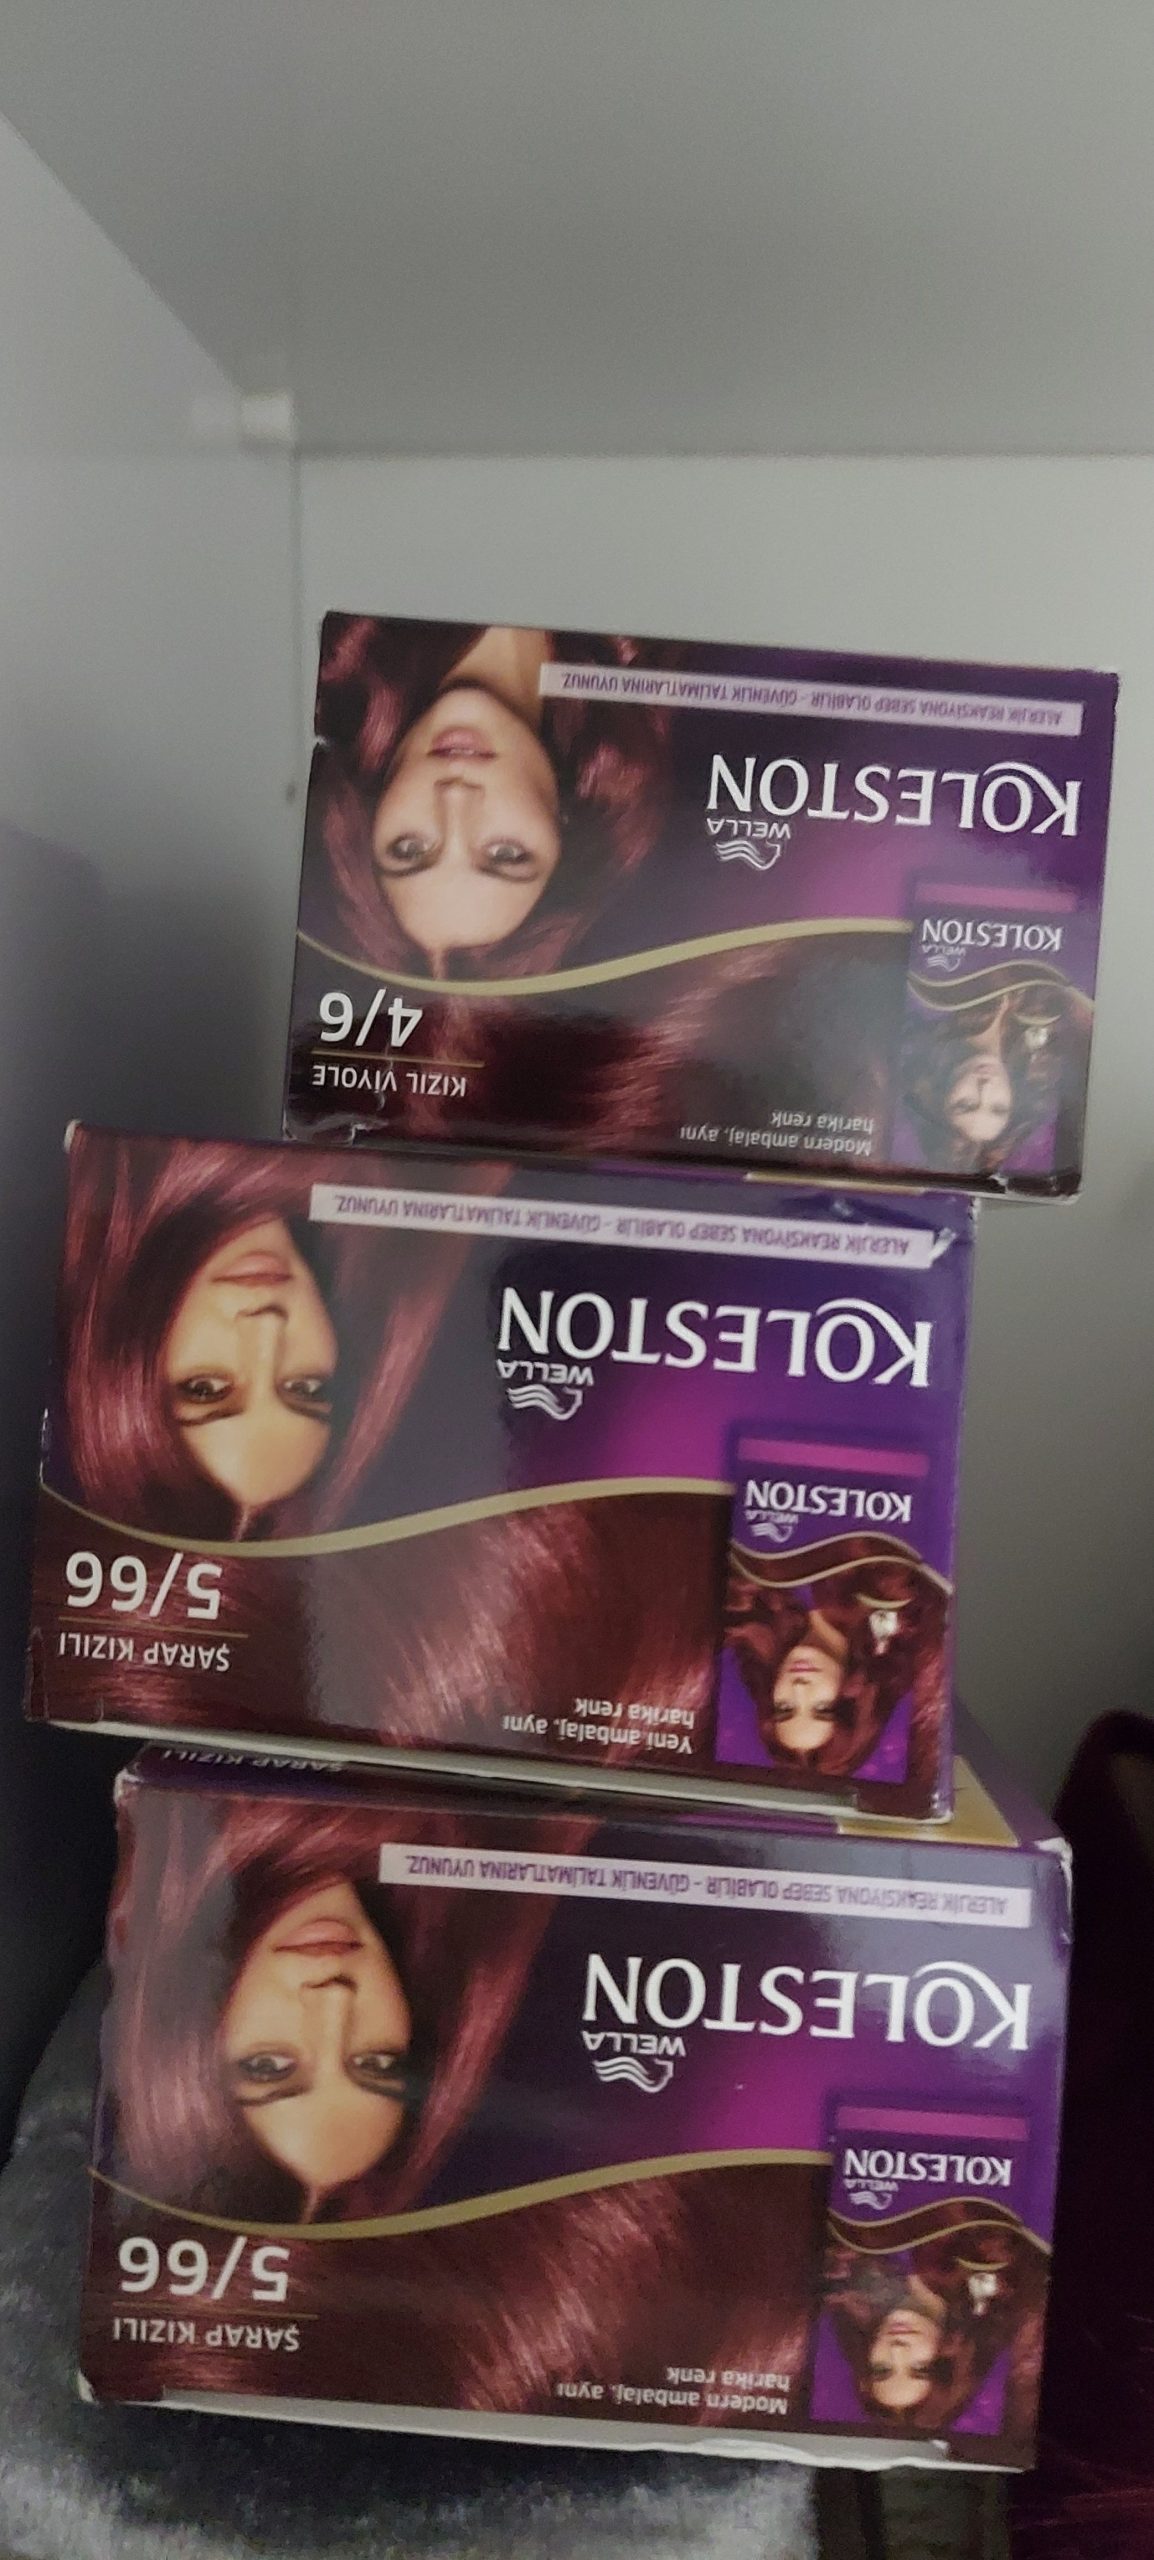 ALERJİK REAKSİYONA SEBEP OLABİLİR - GÜVENLİK TALİMATLARINA UYUNUZ.
KOLESTON
WELLA
KOLESTON
WELLA
4/6
KIZIL VİYOLE
Modern ambalaj, aynı
harika renk
ALERJİK REAKSİYONA SEBEP OLABİLİR - GÜVENLİK TALİMATLARINA UYUNUZ.
KOLESTON
WELLA
KOLESTON
WELLA
5/66
ŞARAP KIZILI
Yeni ambalaj, aynı
harika renk
ŞARAP KIZILI
ALERJİK REAKSİYONA SEBEP OLABİLİR - GÜVENLİK TALİMATLARINA UYUNUZ.
KOLESTON
WELLA
KOLESTON
WELLA
5/66
ŞARAP KIZILI
Modern ambalaj, aynı
harika renk